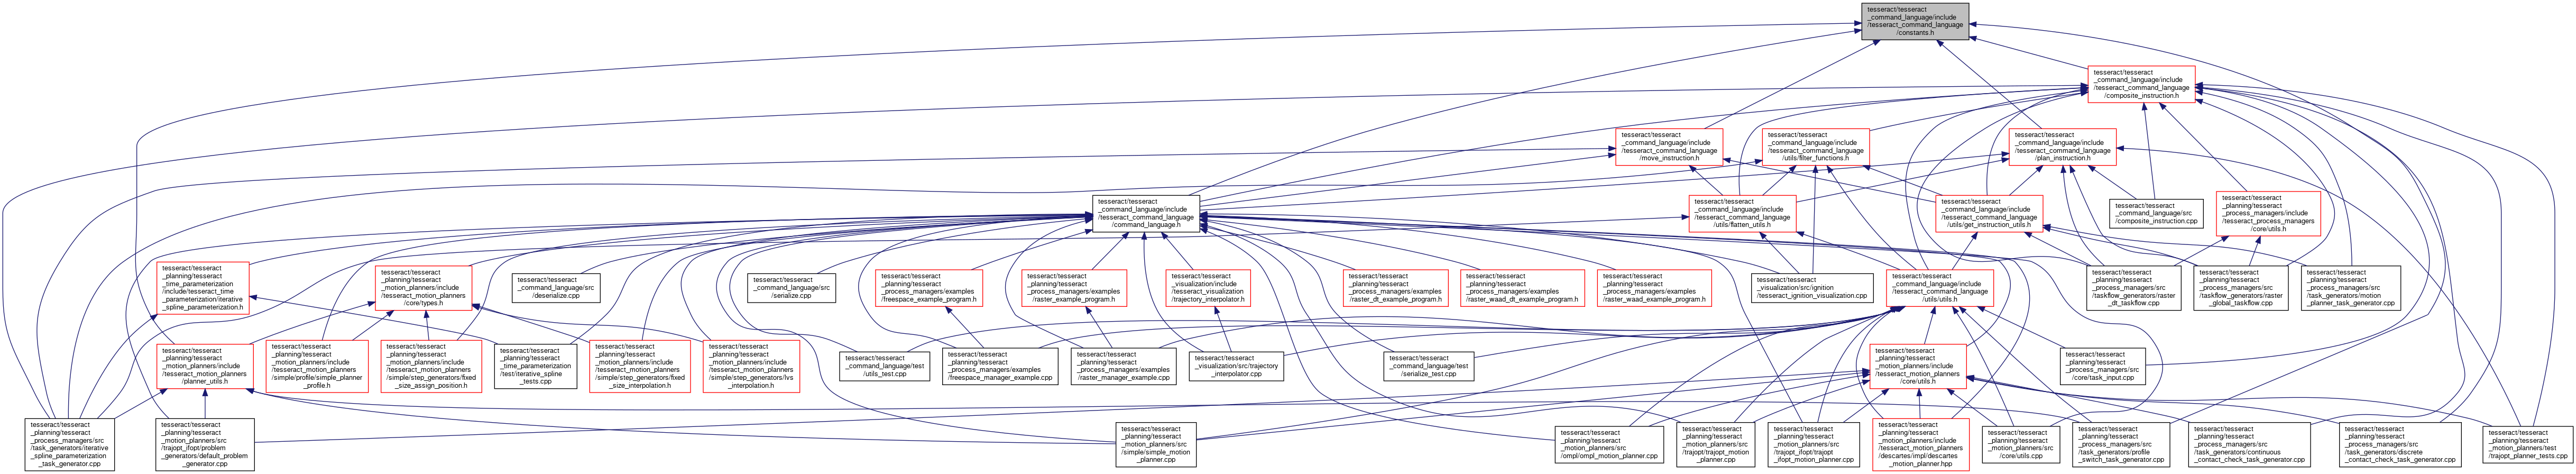 tesseract/tesseract
_command_language/include
/tesseract_command_language
/constants.h
tesseract/tesseract
_command_language/include
/tesseract_command_language
/composite_instruction.h
tesseract/tesseract
_command_language/include
/tesseract_command_language
/move_instruction.h
tesseract/tesseract
_command_language/include
/tesseract_command_language
/utils/filter_functions.h
tesseract/tesseract
_command_language/include
/tesseract_command_language
/plan_instruction.h
tesseract/tesseract
_command_language/include
/tesseract_command_language
/command_language.h
tesseract/tesseract
_command_language/include
/tesseract_command_language
/utils/flatten_utils.h
tesseract/tesseract
_command_language/include
/tesseract_command_language
/utils/get_instruction_utils.h
tesseract/tesseract
_command_language/src
/composite_instruction.cpp
tesseract/tesseract
_planning/tesseract
_process_managers/include
/tesseract_process_managers
/core/utils.h
tesseract/tesseract
_planning/tesseract
_time_parameterization
/include/tesseract_time
_parameterization/iterative
_spline_parameterization.h
tesseract/tesseract
_planning/tesseract
_motion_planners/include
/tesseract_motion_planners
/core/types.h
tesseract/tesseract
_command_language/src
/deserialize.cpp
tesseract/tesseract
_command_language/src
/serialize.cpp
tesseract/tesseract
_planning/tesseract
_process_managers/examples
/freespace_example_program.h
tesseract/tesseract
_planning/tesseract
_process_managers/examples
/raster_example_program.h
tesseract/tesseract
_visualization/include
/tesseract_visualization
/trajectory_interpolator.h
tesseract/tesseract
_planning/tesseract
_process_managers/examples
/raster_dt_example_program.h
tesseract/tesseract
_planning/tesseract
_process_managers/examples
/raster_waad_dt_example_program.h
tesseract/tesseract
_planning/tesseract
_process_managers/examples
/raster_waad_example_program.h
tesseract/tesseract
_visualization/src/ignition
/tesseract_ignition_visualization.cpp
tesseract/tesseract
_command_language/include
/tesseract_command_language
/utils/utils.h
tesseract/tesseract
_planning/tesseract
_process_managers/src
/taskflow_generators/raster
_dt_taskflow.cpp
tesseract/tesseract
_planning/tesseract
_process_managers/src
/taskflow_generators/raster
_global_taskflow.cpp
tesseract/tesseract
_planning/tesseract
_process_managers/src
/task_generators/motion
_planner_task_generator.cpp
tesseract/tesseract
_planning/tesseract
_motion_planners/include
/tesseract_motion_planners
/planner_utils.h
tesseract/tesseract
_planning/tesseract
_motion_planners/include
/tesseract_motion_planners
/simple/profile/simple_planner
_profile.h
tesseract/tesseract
_planning/tesseract
_motion_planners/include
/tesseract_motion_planners
/simple/step_generators/fixed
_size_assign_position.h
tesseract/tesseract
_planning/tesseract
_time_parameterization
/test/iterative_spline
_tests.cpp
tesseract/tesseract
_planning/tesseract
_motion_planners/include
/tesseract_motion_planners
/simple/step_generators/fixed
_size_interpolation.h
tesseract/tesseract
_planning/tesseract
_motion_planners/include
/tesseract_motion_planners
/simple/step_generators/lvs
_interpolation.h
tesseract/tesseract
_command_language/test
/utils_test.cpp
tesseract/tesseract
_planning/tesseract
_process_managers/examples
/freespace_manager_example.cpp
tesseract/tesseract
_planning/tesseract
_process_managers/examples
/raster_manager_example.cpp
tesseract/tesseract
_visualization/src/trajectory
_interpolator.cpp
tesseract/tesseract
_command_language/test
/serialize_test.cpp
tesseract/tesseract
_planning/tesseract
_motion_planners/include
/tesseract_motion_planners
/core/utils.h
tesseract/tesseract
_planning/tesseract
_process_managers/src
/core/task_input.cpp
tesseract/tesseract
_planning/tesseract
_process_managers/src
/task_generators/iterative
_spline_parameterization
_task_generator.cpp
tesseract/tesseract
_planning/tesseract
_motion_planners/src
/trajopt_ifopt/problem
_generators/default_problem
_generator.cpp
tesseract/tesseract
_planning/tesseract
_motion_planners/src
/simple/simple_motion
_planner.cpp
tesseract/tesseract
_planning/tesseract
_motion_planners/src
/ompl/ompl_motion_planner.cpp
tesseract/tesseract
_planning/tesseract
_motion_planners/src
/trajopt/trajopt_motion
_planner.cpp
tesseract/tesseract
_planning/tesseract
_motion_planners/src
/trajopt_ifopt/trajopt
_ifopt_motion_planner.cpp
tesseract/tesseract
_planning/tesseract
_motion_planners/include
/tesseract_motion_planners
/descartes/impl/descartes
_motion_planner.hpp
tesseract/tesseract
_planning/tesseract
_motion_planners/src
/core/utils.cpp
tesseract/tesseract
_planning/tesseract
_process_managers/src
/task_generators/profile
_switch_task_generator.cpp
tesseract/tesseract
_planning/tesseract
_process_managers/src
/task_generators/continuous
_contact_check_task_generator.cpp
tesseract/tesseract
_planning/tesseract
_process_managers/src
/task_generators/discrete
_contact_check_task_generator.cpp
tesseract/tesseract
_planning/tesseract
_motion_planners/test
/trajopt_planner_tests.cpp